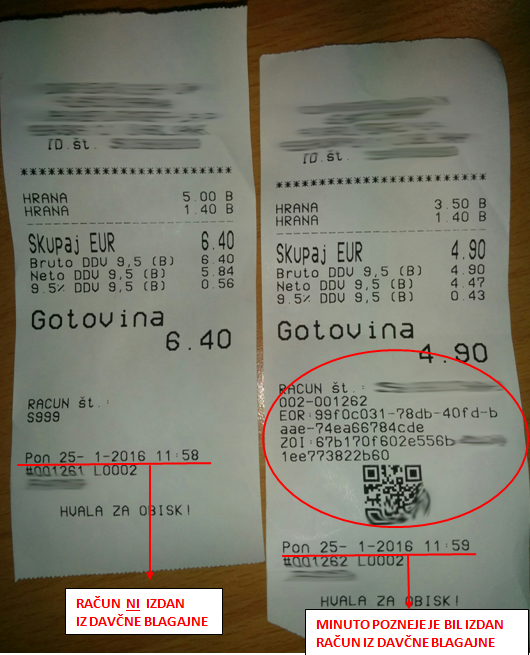 ID.št.
************************************
HRANA 5.00 B
HRANA 1.40 B
SKupaj EUR 6.40
Bruto DDV 9,5 (B) 6.40
Neto DDV 9,5 (B) 5.84
9.5% DDV 9,5 (B) 0.56
Gotovina
6.40
RACUN št.:
S999
Pon 25- 1-2016 11:58
#001261 L0002
HVALA ZA OBISK!
RAČUN NI IZDAN
IZ DAVČNE BLAGAJNE
ID.št.
************************************
HRANA 3.50 B
HRANA 1.40 B
SKupaj EUR 4.90
Bruto DDV 9,5 (B) 4.90
Neto DDV 9,5 (B) 4.47
9.5% DDV 9,5 (B) 0.43
Gotovina
4.90
RACUN št.:
002-001262
EOR:99f0c031-78db-40fd-b
aae-74ea66784cde
ZOI:67b170f602e556b
1ee773822b60
Pon 25- 1-2016 11:59
#001262 L0002
HVALA ZA OBISK!
MINUTO POZNEJE JE BIL IZDAN
RAČUN IZ DAVČNE BLAGAJNE